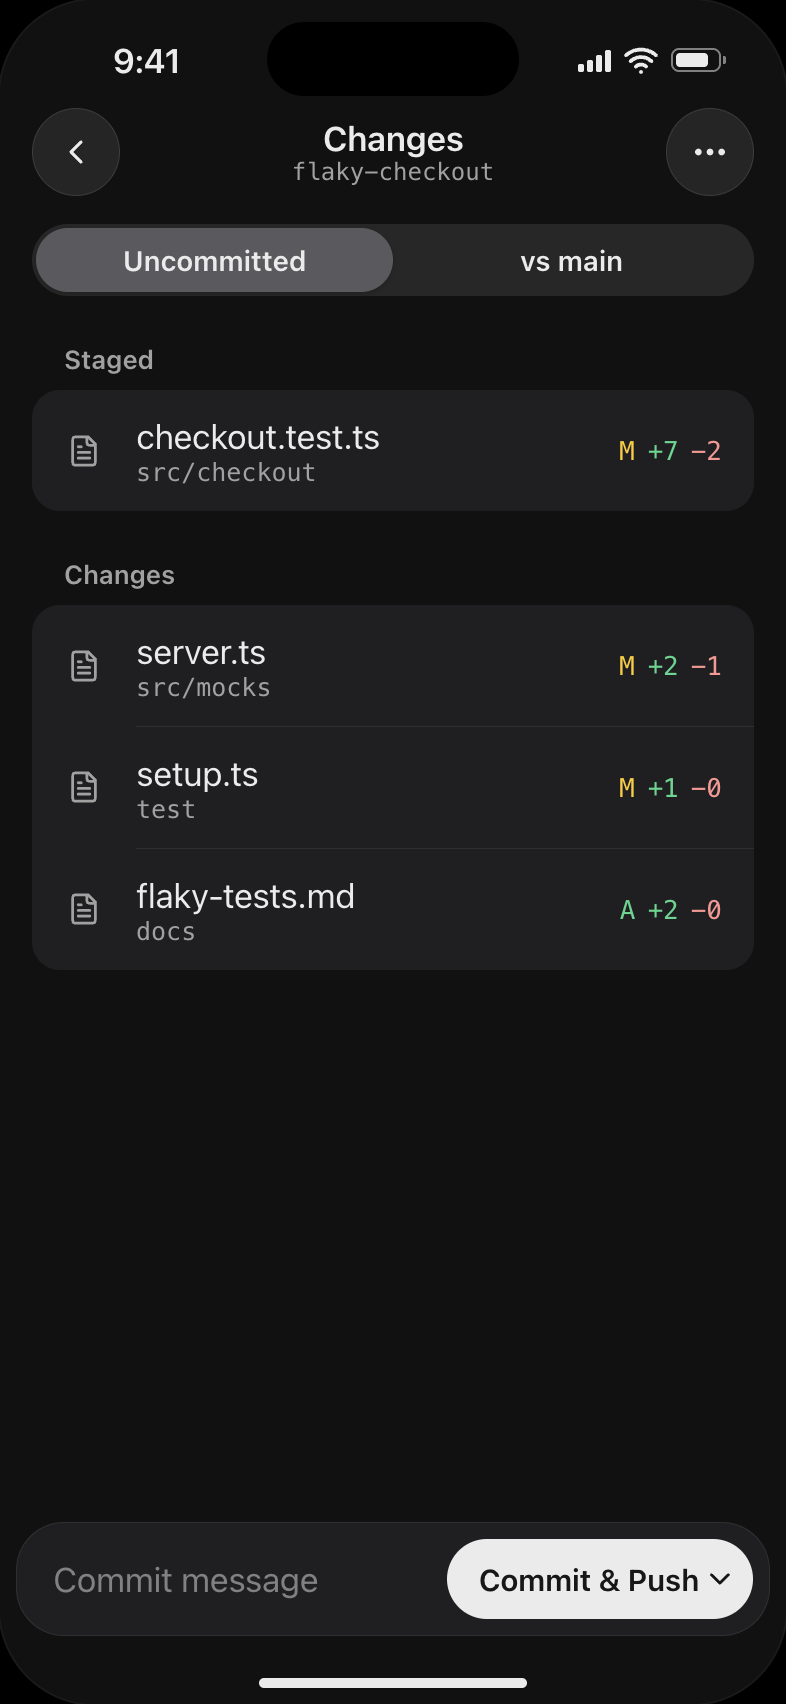 9:41
Changes
flaky-checkout
Uncommitted
vs main
Staged
checkout.test.ts
src/checkout
M +7 −2
Changes
server.ts
src/mocks
M +2 −1
setup.ts
test
M +1 −0
flaky-tests.md
docs
A +2 −0
Commit message
Commit & Push